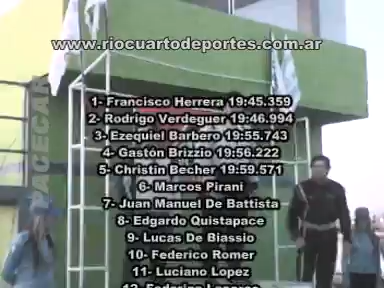 www.riocuartodeportes.com.ar
1- Francisco Herrera 19:45.359
2- Rodrigo Verdeguer 19:46.994
3- Ezequiel Barbero 19:55.743
4- Gastón Brizzio 19:56.222
5- Christin Becher 19:59.571
6- Marcos Pirani
7- Juan Manuel De Battista
8- Edgardo Quistapace
9- Lucas De Biassio
10- Federico Romer
11- Luciano Lopez
PACECAR